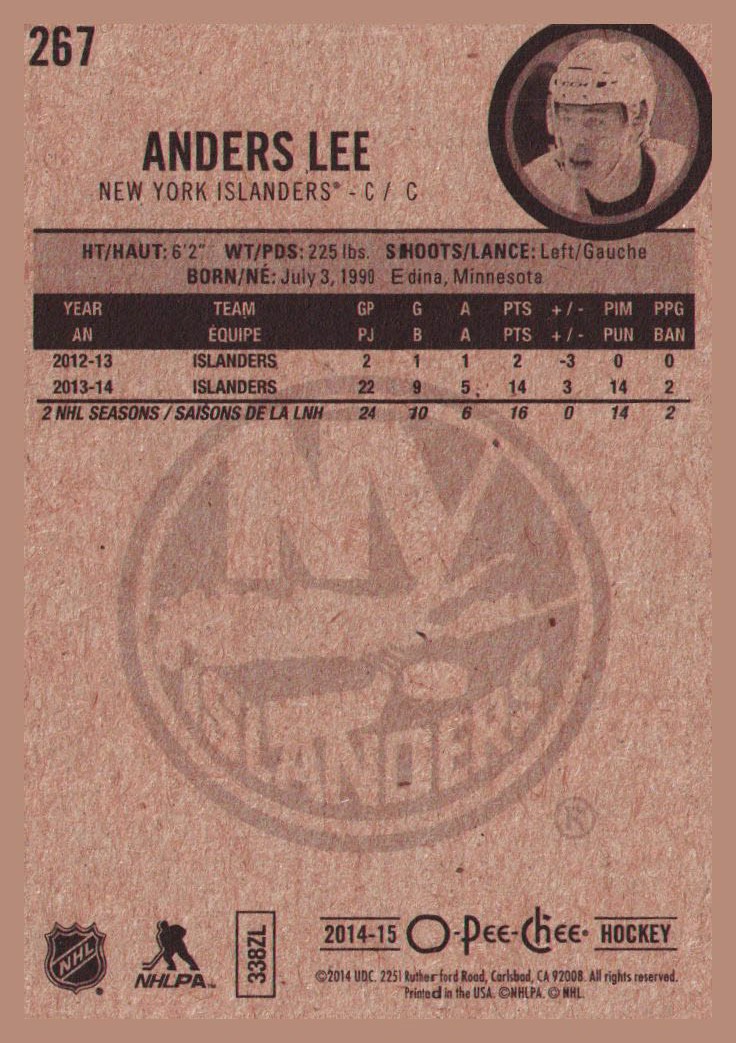 267
ANDERS LEE
NEW YORK ISLANDERS® - C / C
HT/HAUT: 6'2" WT/PDS: 225 lbs. SHOOTS/LANCE: Left/Gauche
BORN/NÉ: July 3, 1990 Edina, Minnesota
YEAR TEAM GP G A PTS +/- PIM PPG
AN ÉQUIPE PJ B A PTS +/- PUN BAN
2012-13 ISLANDERS 2 1 1 2 -3 0 0
2013-14 ISLANDERS 22 9 5 14 3 14 2
2 NHL SEASONS / SAISONS DE LA LNH 24 10 6 16 0 14 2
NY
ISLANDERS
®
NHL
NHLPA™
338ZL
2014-15 O-Pee-Chee® HOCKEY
©2014 UDC. 2251 Rutherford Road, Carlsbad, CA 92008. All rights reserved.
Printed in the USA. ©NHLPA. © NHL.